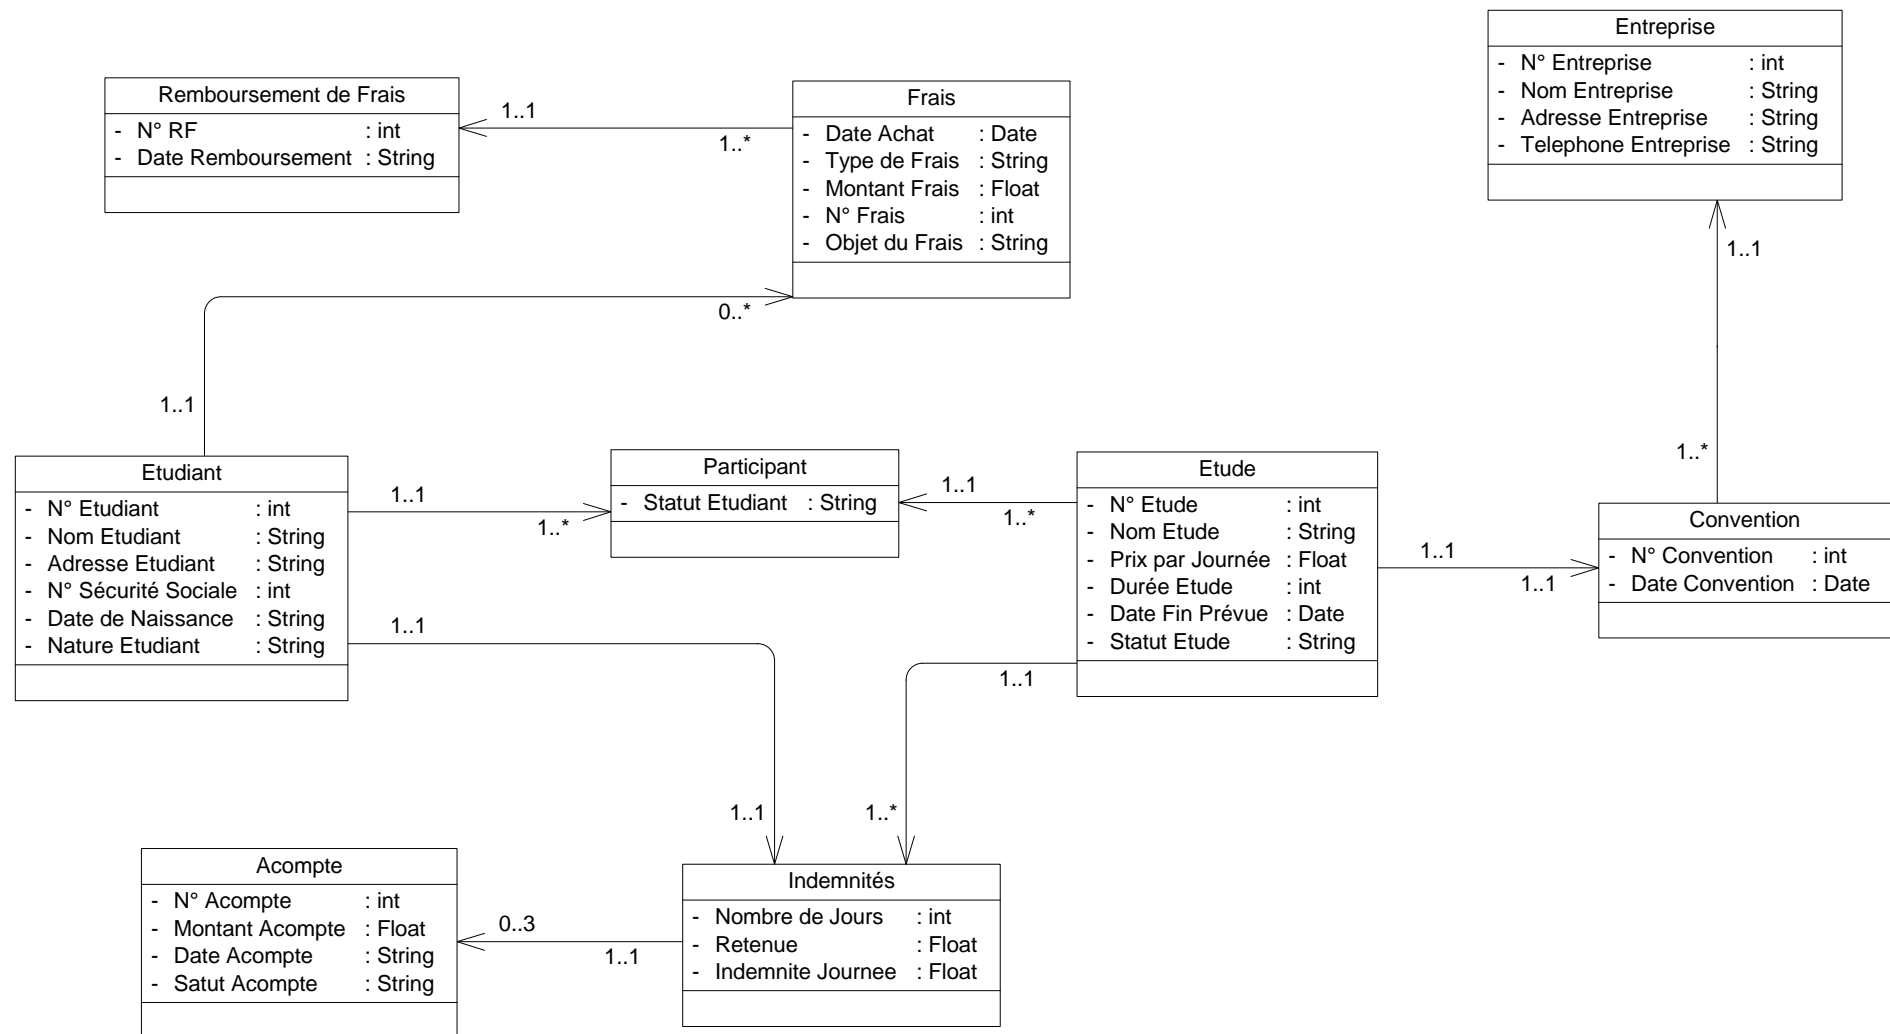 Entreprise
- N° Entreprise : int
- Nom Entreprise : String
- Adresse Entreprise : String
- Telephone Entreprise : String
1..1
1..*
Remboursement de Frais
- N° RF : int
- Date Remboursement : String
1..1
1..*
Frais
- Date Achat : Date
- Type de Frais : String
- Montant Frais : Float
- N° Frais : int
- Objet du Frais : String
0..*
1..1
Etudiant
- N° Etudiant : int
- Nom Etudiant : String
- Adresse Etudiant : String
- N° Sécurité Sociale : int
- Date de Naissance : String
- Nature Etudiant : String
1..1
1..*
Participant
- Statut Etudiant : String
1..1
1..*
Etude
- N° Etude : int
- Nom Etude : String
- Prix par Journée : Float
- Durée Etude : int
- Date Fin Prévue : Date
- Statut Etude : String
1..1
1..1
Convention
- N° Convention : int
- Date Convention : Date
1..1
1..1
1..1
1..*
Acompte
- N° Acompte : int
- Montant Acompte : Float
- Date Acompte : String
- Satut Acompte : String
0..3
1..1
Indemnités
- Nombre de Jours : int
- Retenue : Float
- Indemnite Journee : Float